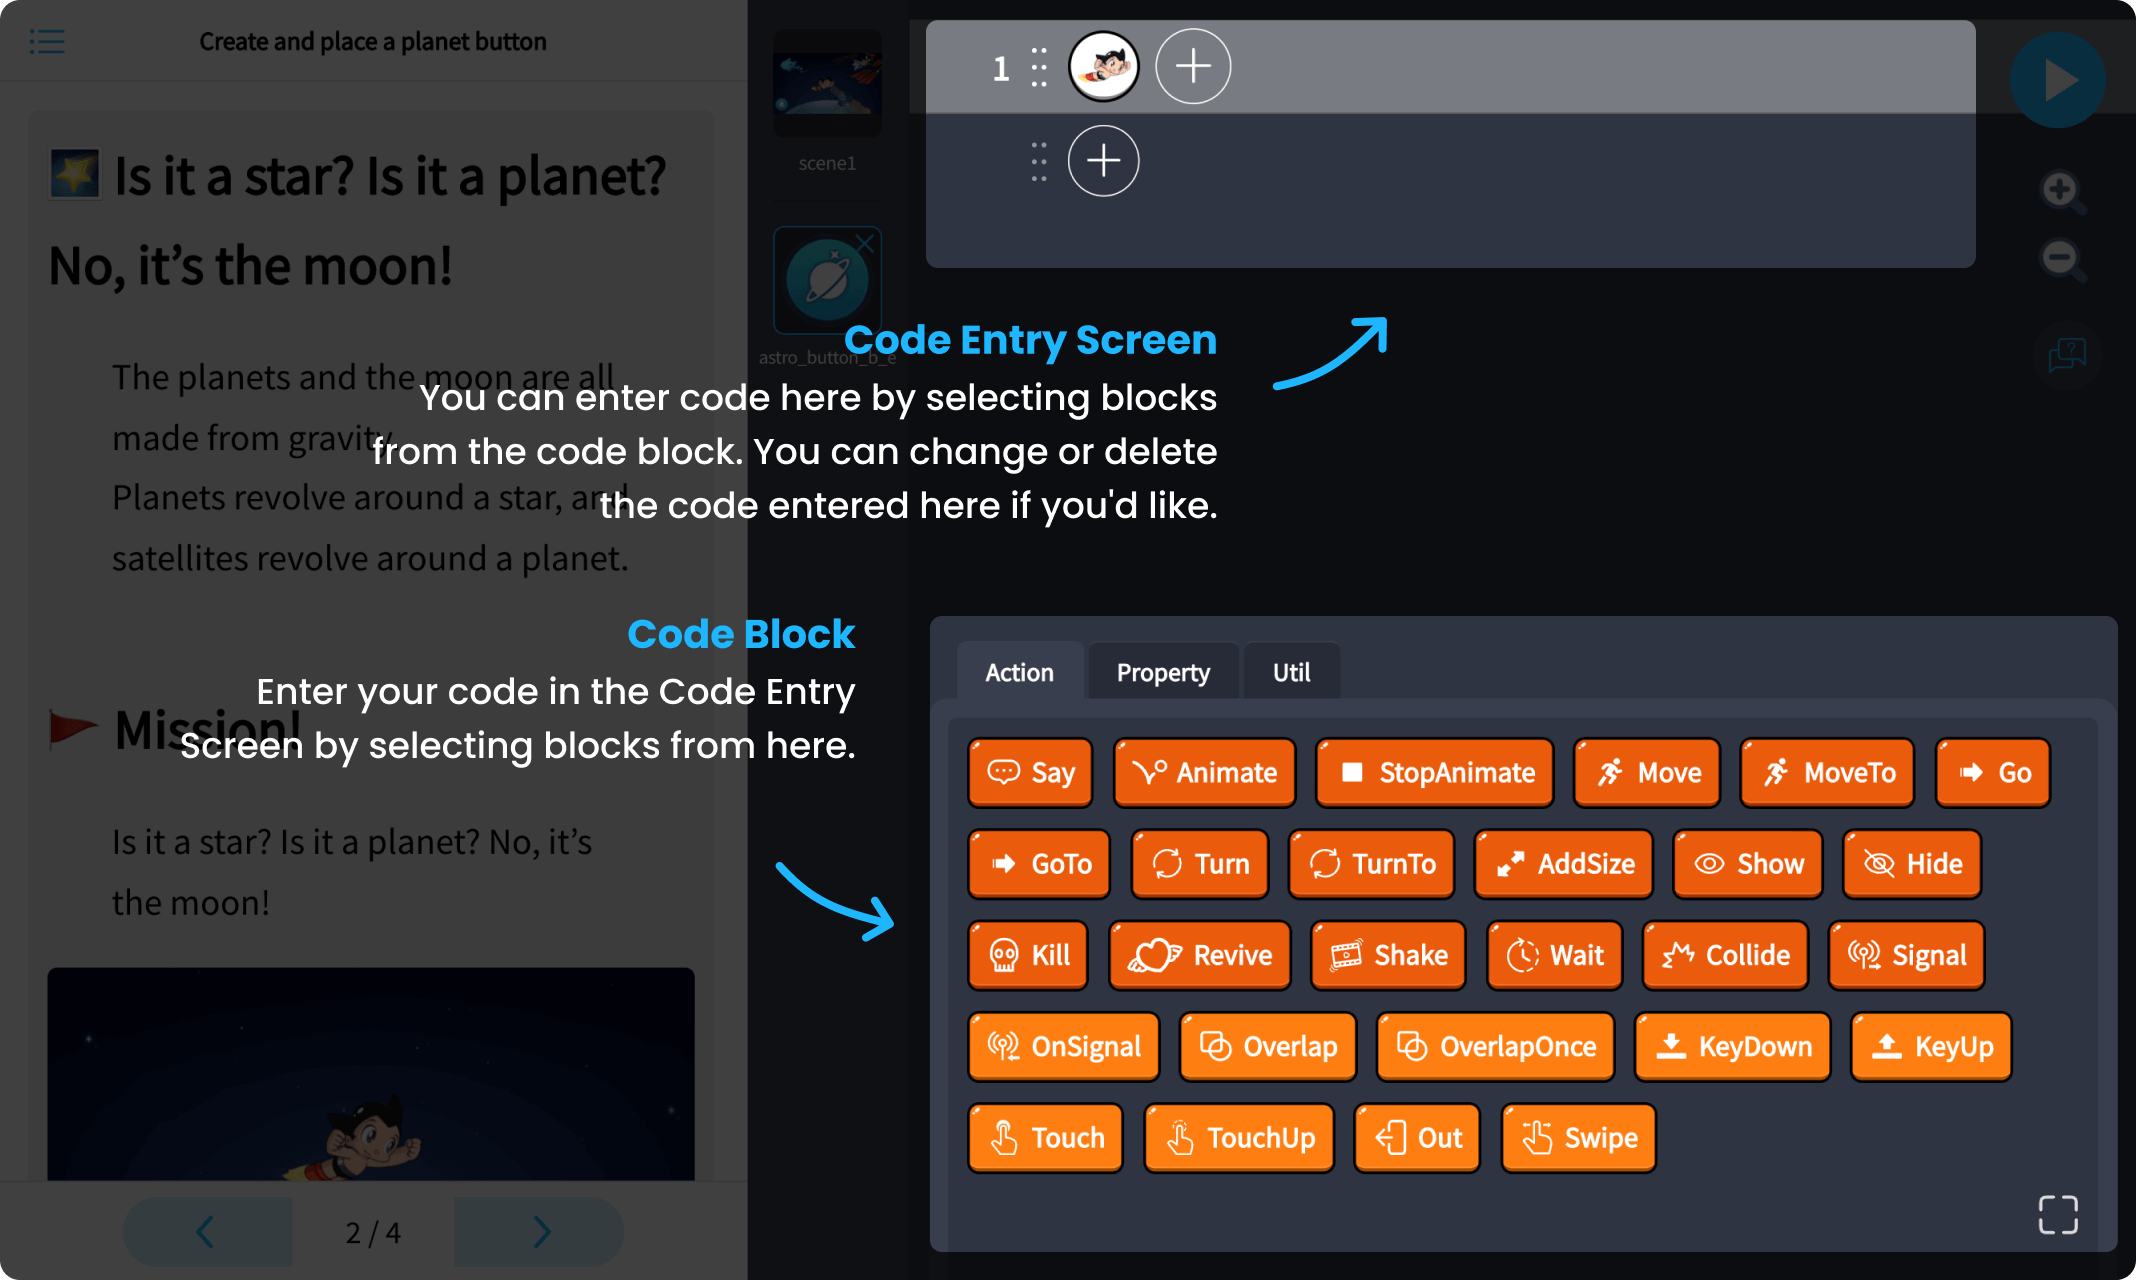 Create and place a planet button
Is it a star? Is it a planet?
No, it's the moon!
The planets and the moon are all
made from gravity.
Planets revolve around a star, and
satellites revolve around a planet.
Mission!
Is it a star? Is it a planet? No, it's
the moon!
2 / 4
scene1
astro_button_b_e
1
Code Entry Screen
You can enter code here by selecting blocks
from the code block. You can change or delete
the code entered here if you'd like.
Code Block
Enter your code in the Code Entry
Screen by selecting blocks from here.
Action Property Util
Say Animate StopAnimate Move MoveTo Go
GoTo Turn TurnTo AddSize Show Hide
Kill Revive Shake Wait Collide Signal
OnSignal Overlap OverlapOnce KeyDown KeyUp
Touch TouchUp Out Swipe